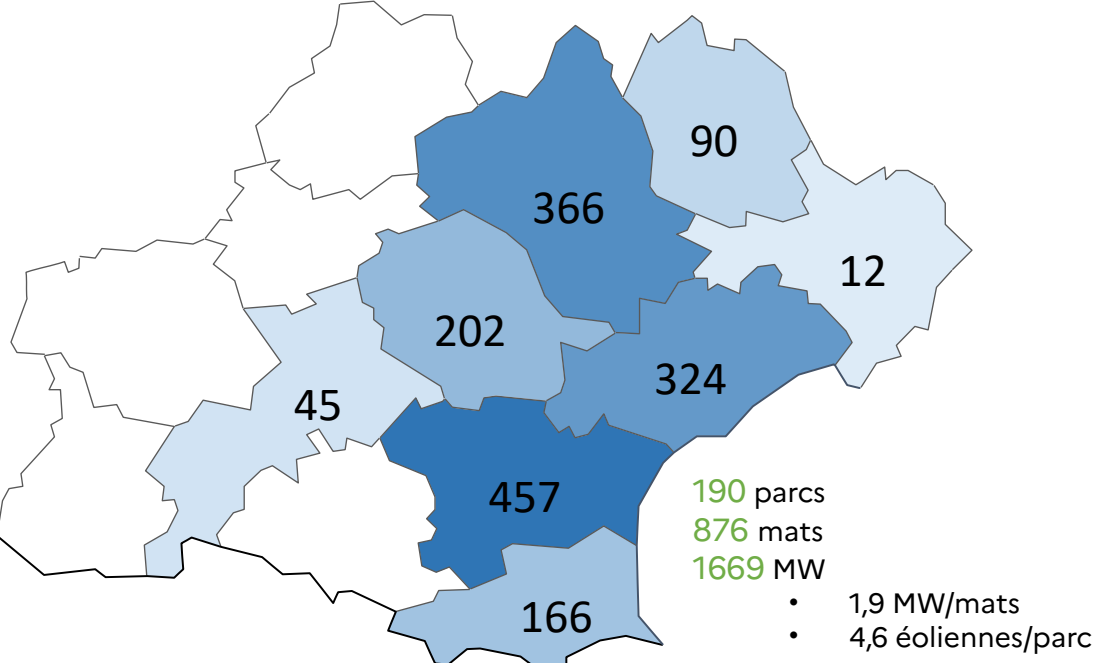 90
366
12
202
324
45
457
190 parcs
876 mats
1669 MW
• 1,9 MW/mats
166
• 4,6 éoliennes/parc